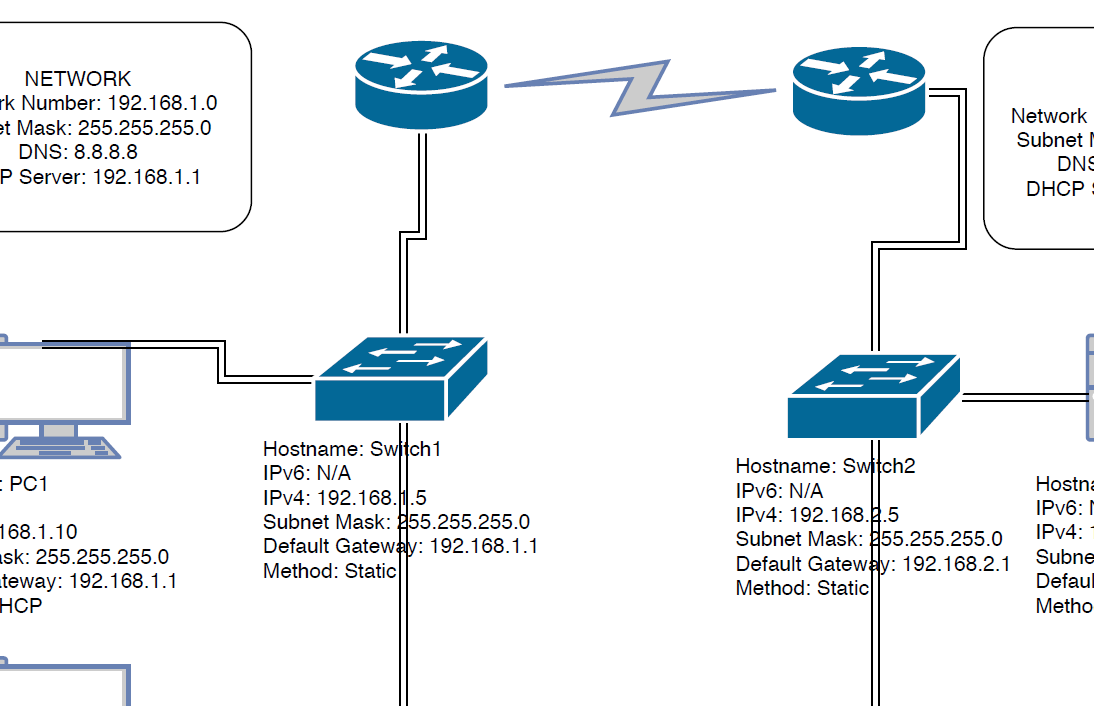 NETWORK
rk Number: 192.168.1.0
et Mask: 255.255.255.0
DNS: 8.8.8.8
P Server: 192.168.1.1
Network
Subnet M
DNS
DHCP S
: PC1
168.1.10
ask: 255.255.255.0
ateway: 192.168.1.1
HCP
Hostname: Switch1
IPv6: N/A
IPv4: 192.168.1.5
Subnet Mask: 255.255.255.0
Default Gateway: 192.168.1.1
Method: Static
Hostname: Switch2
IPv6: N/A
IPv4: 192.168.2.5
Subnet Mask: 255.255.255.0
Default Gateway: 192.168.2.1
Method: Static
Hostna
IPv6: N
IPv4: 1
Subne
Defaul
Metho